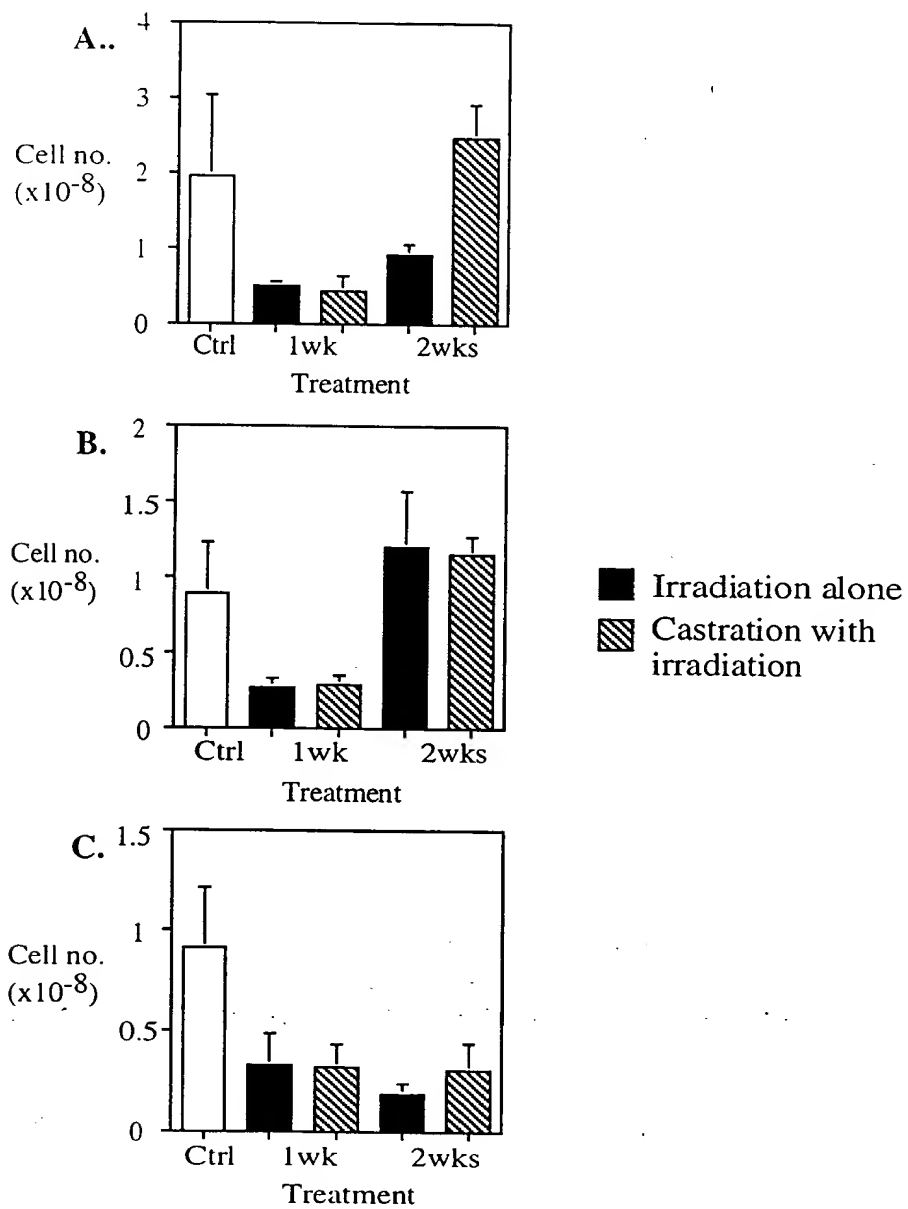 A..
4
3
Cell no.
(x10-8)
2
1
0
Ctrl 1wk 2wks
Treatment
B.
2
1.5
Cell no.
(x10-8)
1
0.5
0
Ctrl 1wk 2wks
Treatment
Irradiation alone
Castration with
irradiation
C.
1.5
1
Cell no.
(x10-8)
0.5
0
Ctrl 1wk 2wks
Treatment